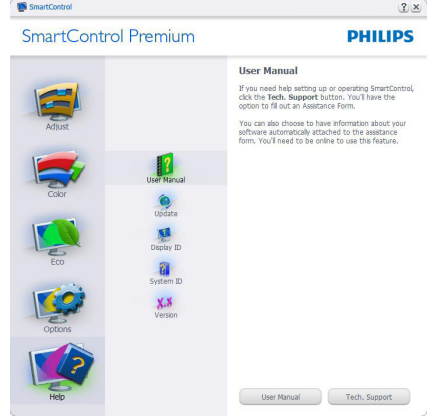 SmartControl
SmartControl Premium
PHILIPS
Adjust
Color
Eco
Options
Help
User Manual
Update
Display ID
System ID
X.X
Version
User Manual
If you need help setting up or operating SmartControl,
click the Tech. Support button. You'll have the
option to fill out an Assistance Form.
You can also choose to have information about your
software automatically attached to the assistance
form. You'll need to be online to use this feature.
User Manual
Tech. Support